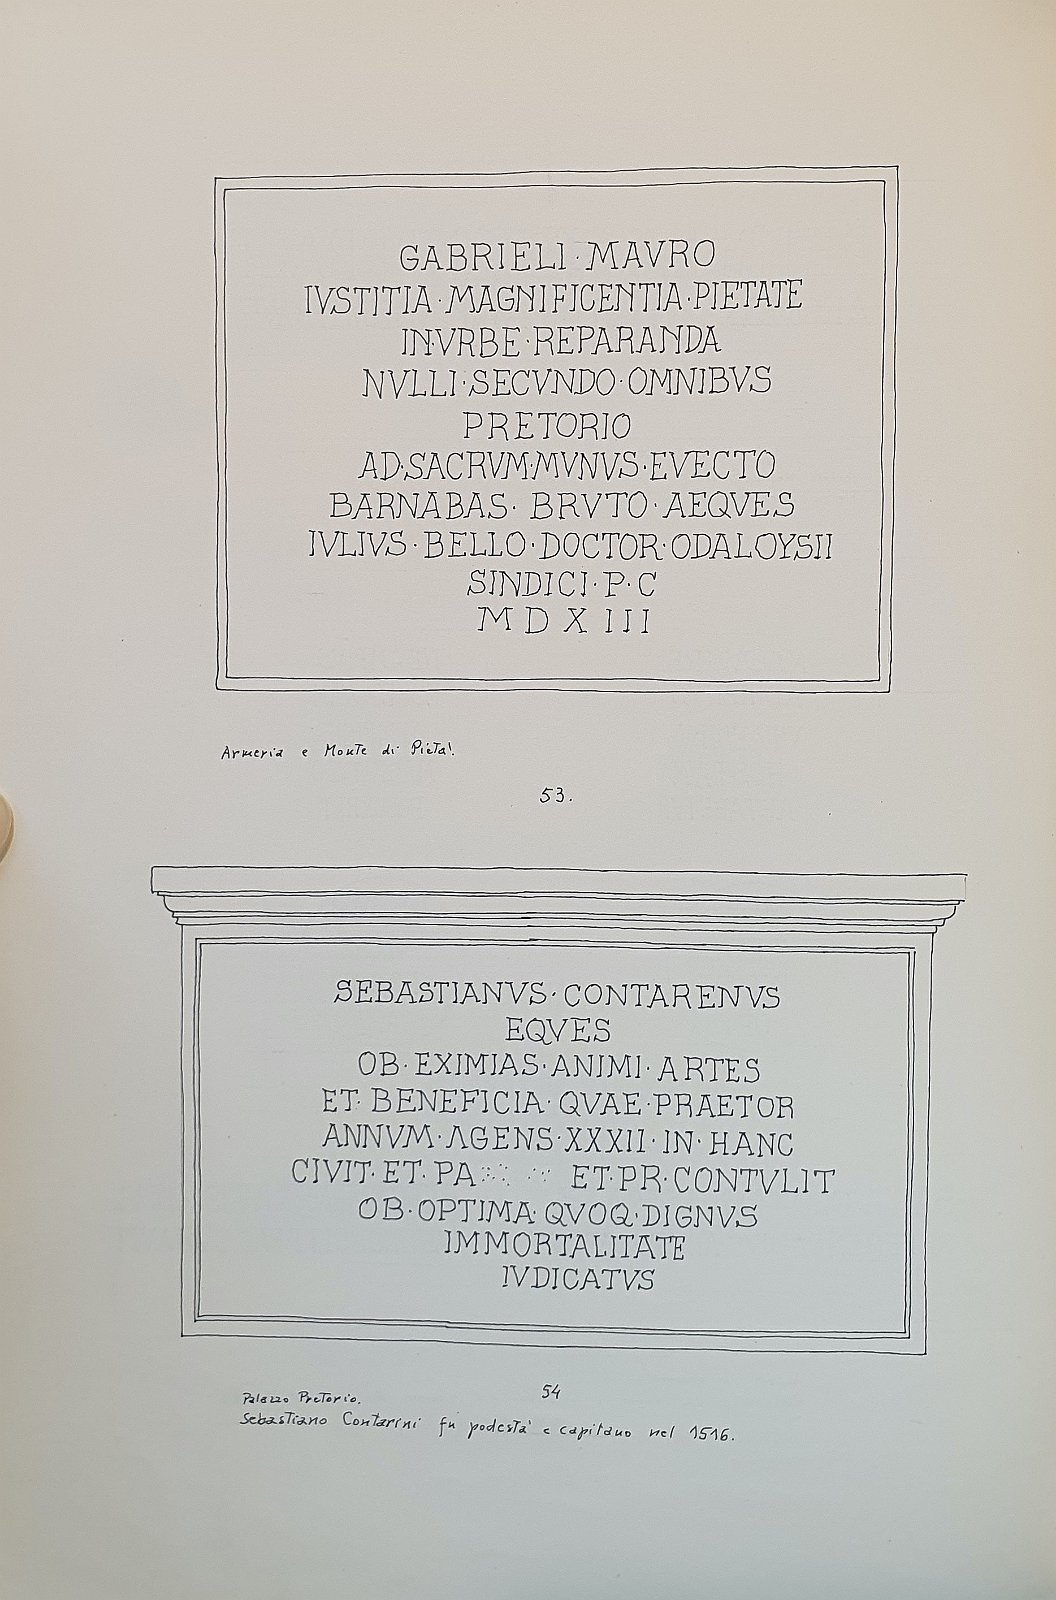 GABRIELI · MAVRO
IVSTITIA · MAGNIFICENTIA · PIETATE
IN · VRBE · REPARANDA
NVLLI · SECVNDO · OMNIBVS
PRETORIO
AD · SACRVM · MVNVS · EVECTO
BARNABAS · BRVTO · AEQVES
IVLIVS · BELLO · DOCTOR · ODALOYSII
SINDICI · P · C
M D X III
Armeria e Monte di Pietà.
53.
SEBASTIANVS · CONTARENVS
EQVES
OB · EXIMIAS · ANIMI · ARTES
ET · BENEFICIA · QVAE · PRAETOR
ANNVM · AGENS · XXXII · IN · HANC
CIVIT · ET · PA ET · PR · CONTVLIT
OB · OPTIMA · QVOQ · DIGNVS
IMMORTALITATE
IVDICATVS
54
Palazzo Pretorio.
Sebastiano Contarini fu podestà e capitano nel 1516.